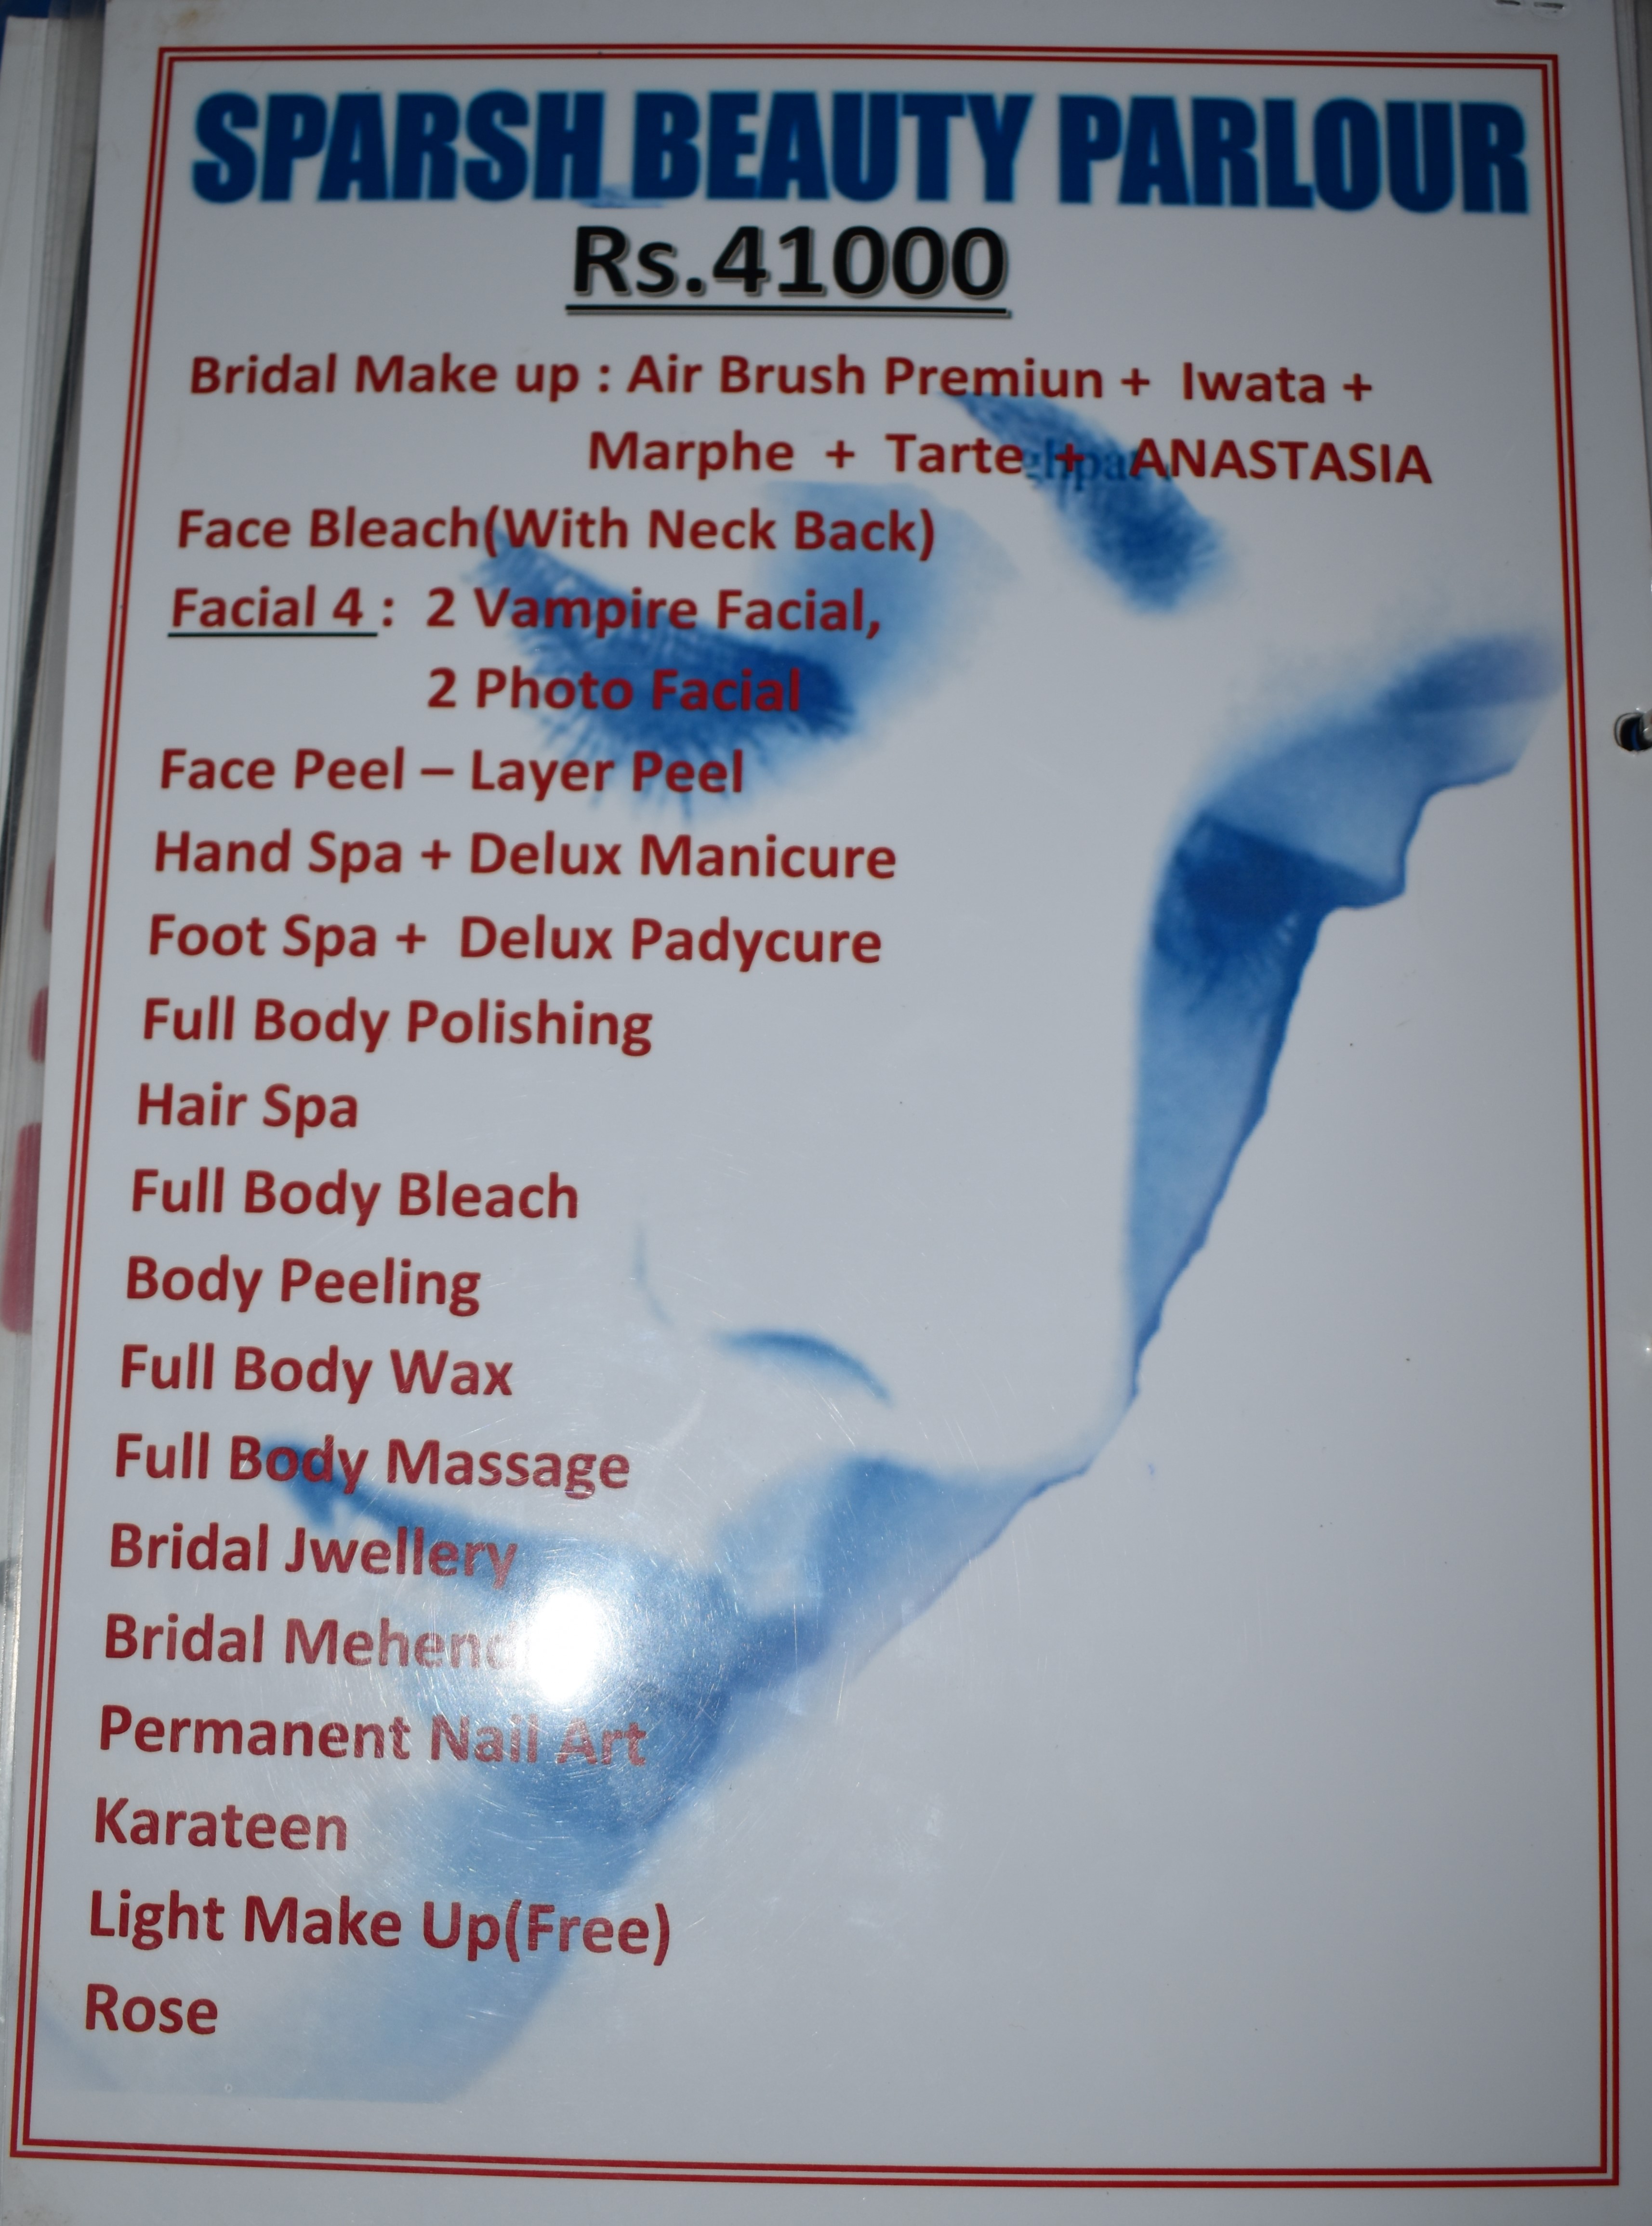 SPARSH BEAUTY PARLOUR
Rs.41000
Bridal Make up : Air Brush Premiun + Iwata +
Marphe + Tarte + ANASTASIA
Face Bleach(With Neck Back)
Facial 4 : 2 Vampire Facial,
2 Photo Facial
Face Peel – Layer Peel
Hand Spa + Delux Manicure
Foot Spa + Delux Padycure
Full Body Polishing
Hair Spa
Full Body Bleach
Body Peeling
Full Body Wax
Full Body Massage
Bridal Jwellery
Bridal
Permanent Nail Art
Karateen
Light Make Up(Free)
Rose